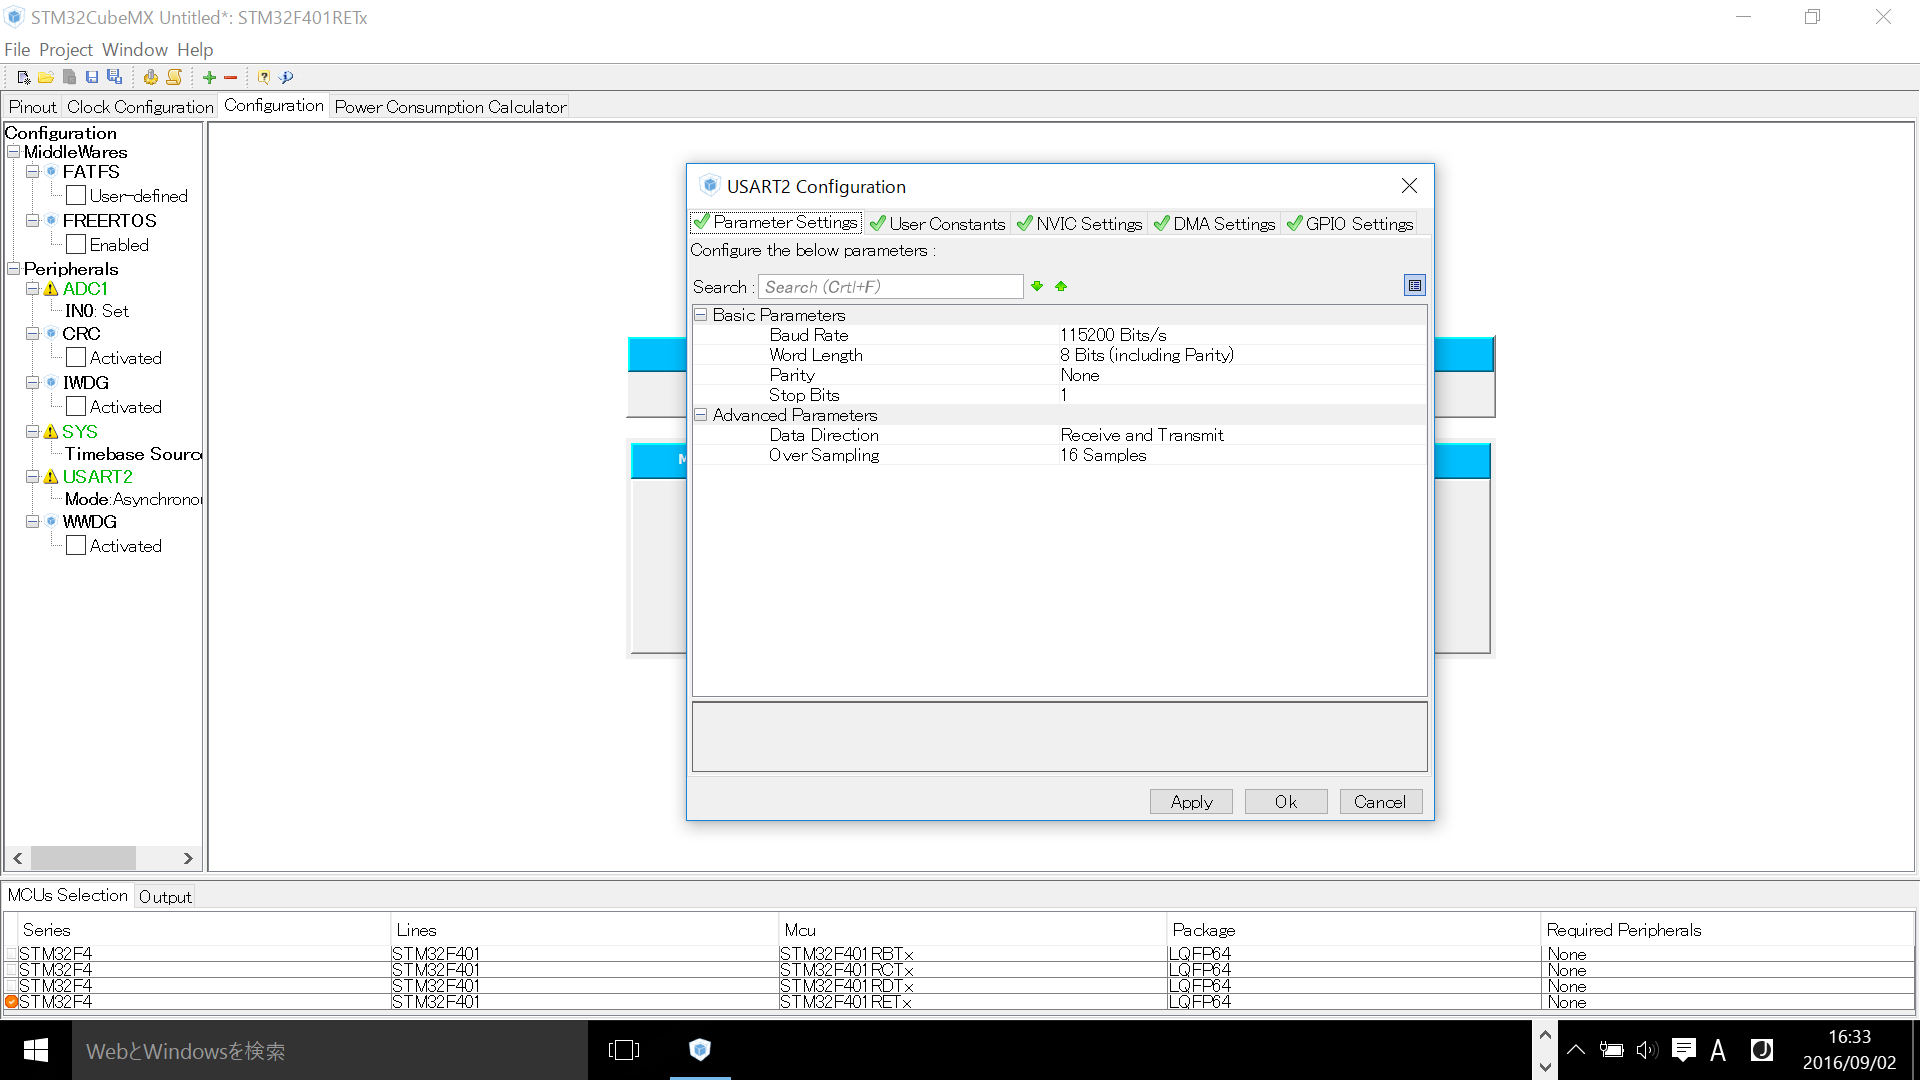 STM32CubeMX Untitled*: STM32F401RETx
File Project Window Help
Pinout Clock Configuration Configuration Power Consumption Calculator
Configuration
MiddleWares
FATFS
User-defined
FREERTOS
Enabled
Peripherals
ADC1
IN0: Set
CRC
Activated
IWDG
Activated
SYS
Timebase Sourc
USART2
Mode:Asynchrono
WWDG
Activated
USART2 Configuration
Parameter Settings User Constants NVIC Settings DMA Settings GPIO Settings
Configure the below parameters :
Search : Search (Crtl+F)
Basic Parameters
Baud Rate 115200 Bits/s
Word Length 8 Bits (including Parity)
Parity None
Stop Bits 1
Advanced Parameters
Data Direction Receive and Transmit
Over Sampling 16 Samples
Apply Ok Cancel
MCUs Selection Output
Series Lines Mcu Package Required Peripherals
STM32F4 STM32F401 STM32F401RBTx LQFP64 None
STM32F4 STM32F401 STM32F401RCTx LQFP64 None
STM32F4 STM32F401 STM32F401RDTx LQFP64 None
STM32F4 STM32F401 STM32F401RETx LQFP64 None
WebとWindowsを検索
A
16:33
2016/09/02